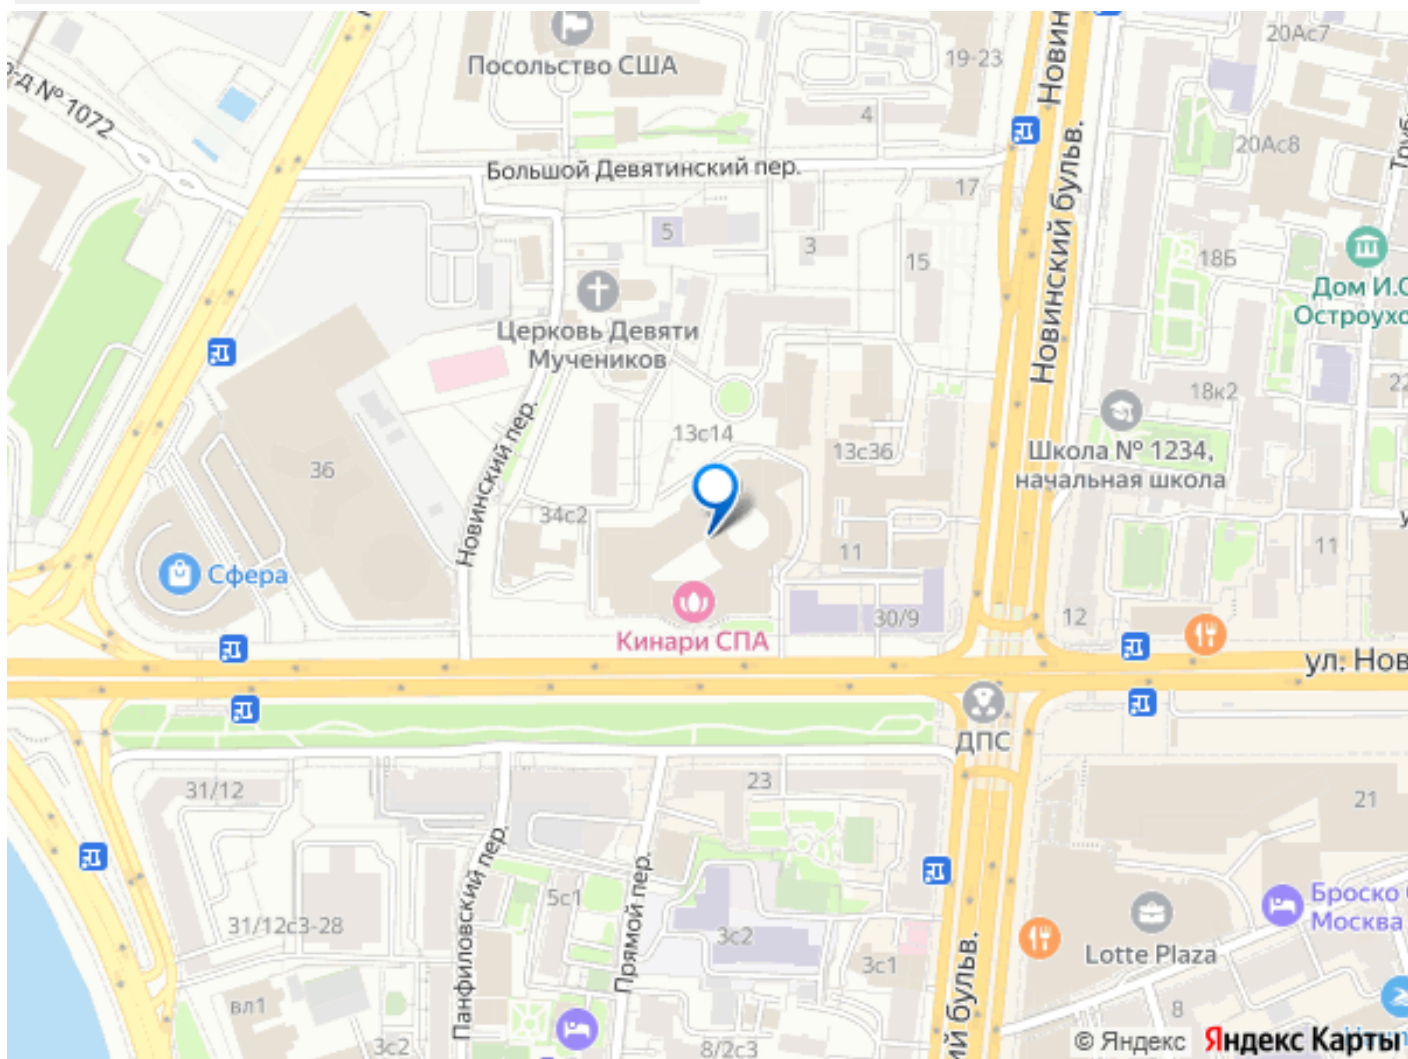 20Ас7
Новин
Посольство США
19-23
№ 1072
4
Новинский бульв.
20Ас8
Большой Девятинский пер.
17
5
3
15
18Б
Дом И.О
Остроухо
Церковь Девяти
Мучеников
Новинский бульв.
18к2
22
13с14
13с36
Школа № 1234,
начальная школа
36
Новинский пер.
34с2
11
11
Сфера
12
30/9
Кинари СПА
ул. Нов
ДПС
31/12
23
21
Панфиловский пер.
Прямой пер.
5с1
Броско
Москва
31/12с3-28
3с2
Lotte Plaza
3с1
ий бульв.
вл1
8
3с2
8/2с3
© Яндекс Яндекс Карты